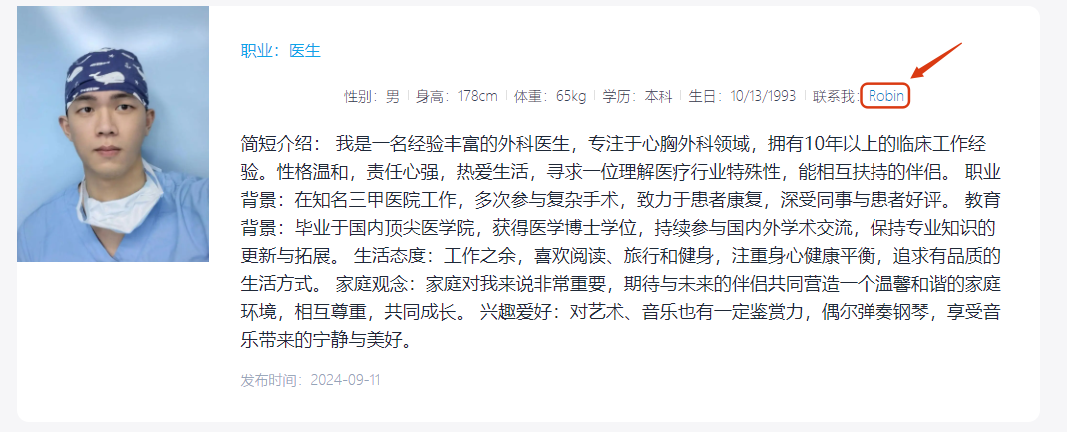 职业：医生
性别：男 身高：178cm 体重：65kg 学历：本科 生日：10/13/1993 联系我：Robin
简短介绍： 我是一名经验丰富的外科医生，专注于心胸外科领域，拥有10年以上的临床工作经
验。性格温和，责任心强，热爱生活，寻求一位理解医疗行业特殊性，能相互扶持的伴侣。 职业
背景：在知名三甲医院工作，多次参与复杂手术，致力于患者康复，深受同事与患者好评。 教育
背景：毕业于国内顶尖医学院，获得医学博士学位，持续参与国内外学术交流，保持专业知识的
更新与拓展。 生活态度：工作之余，喜欢阅读、旅行和健身，注重身心健康平衡，追求有品质的
生活方式。 家庭观念：家庭对我来说非常重要，期待与未来的伴侣共同营造一个温馨和谐的家庭
环境，相互尊重，共同成长。 兴趣爱好：对艺术、音乐也有一定鉴赏力，偶尔弹奏钢琴，享受音
乐带来的宁静与美好。
发布时间：2024-09-11